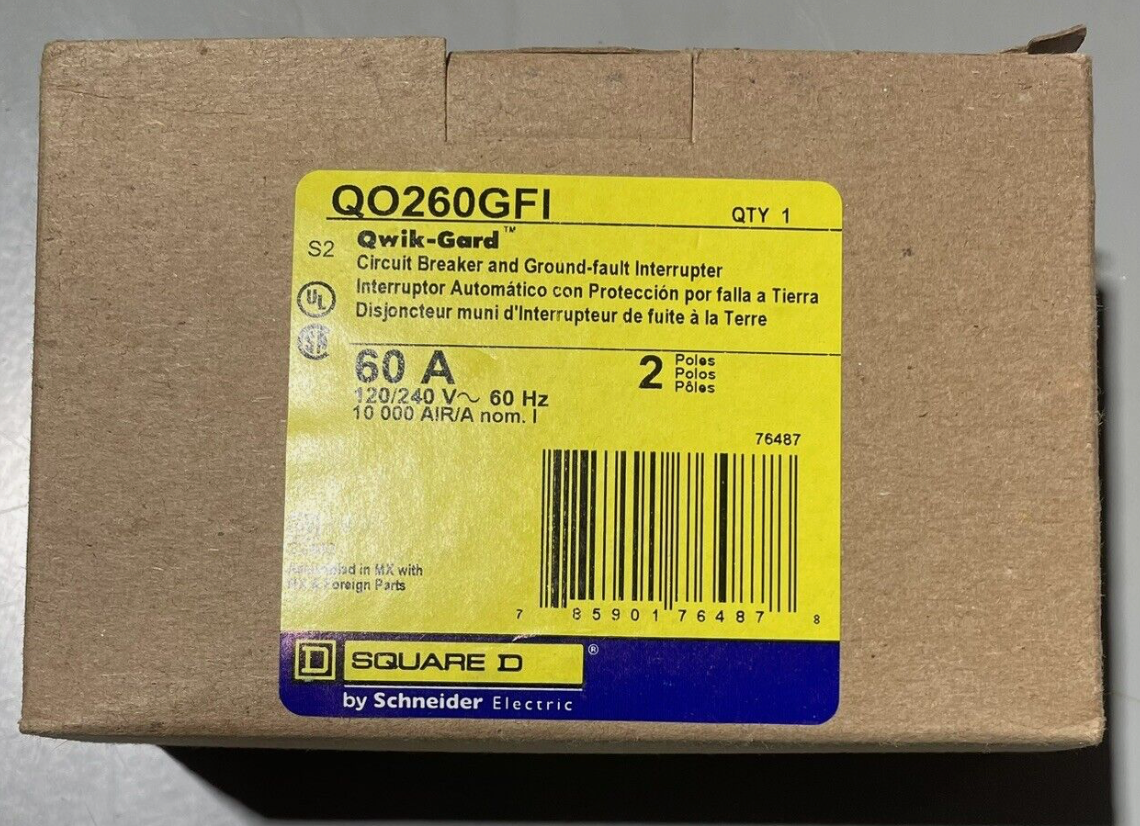 QO260GFI
QTY 1
S2 Qwik-Gard™
Circuit Breaker and Ground-fault Interrupter
Interruptor Automático con Protección por falla a Tierra
Disjoncteur muni d'Interrupteur de fuite à la Terre
UL
60 A
2 Poles
Polos
Pôles
120/240 V~ 60 Hz
10 000 AIR/A nom. I
76487
in MX with
Foreign Parts
7 85901 76487 8
D SQUARE D ®
by Schneider Electric